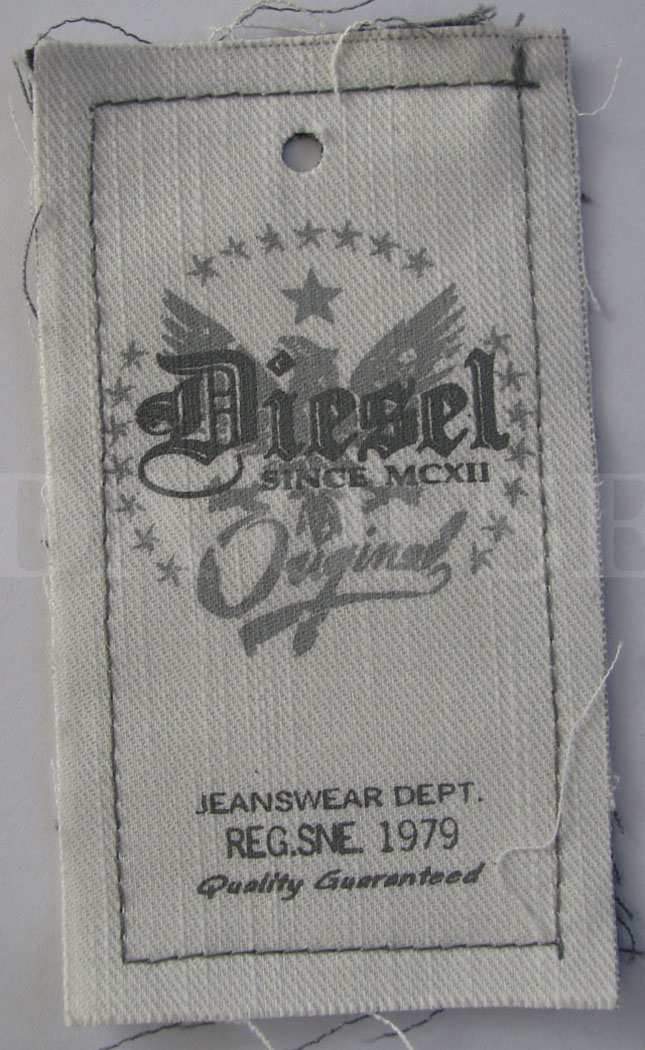 Diesel
SINCE MCXII
Original
JEANSWEAR DEPT.
REG.SNE. 1979
Quality Guaranteed